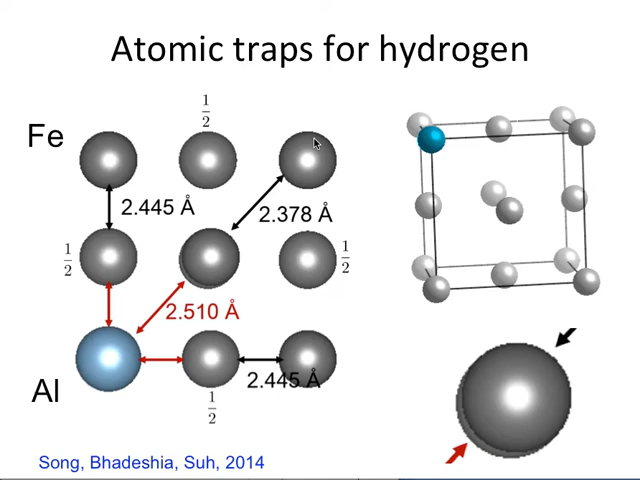 Atomic traps for hydrogen
1/2
Fe
2.445 Å
2.378 Å
1/2
1/2
2.510 Å
2.445 Å
Al
1/2
Song, Bhadeshia, Suh, 2014